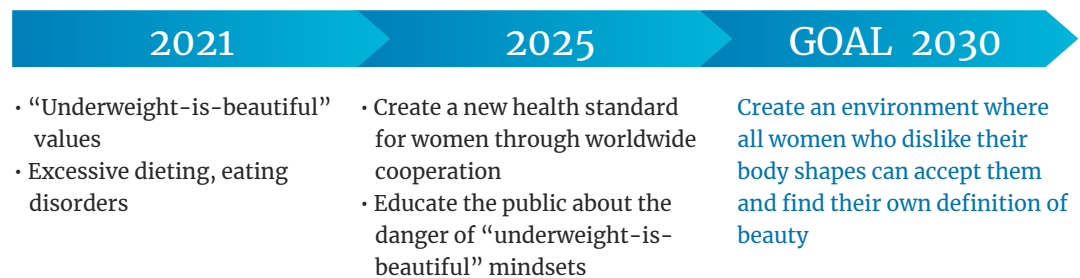 2021
2025
GOAL 2030
· “Underweight-is-beautiful”
values
· Excessive dieting, eating
disorders
· Create a new health standard
for women through worldwide
cooperation
· Educate the public about the
danger of “underweight-is-
beautiful” mindsets
Create an environment where
all women who dislike their
body shapes can accept them
and find their own definition of
beauty